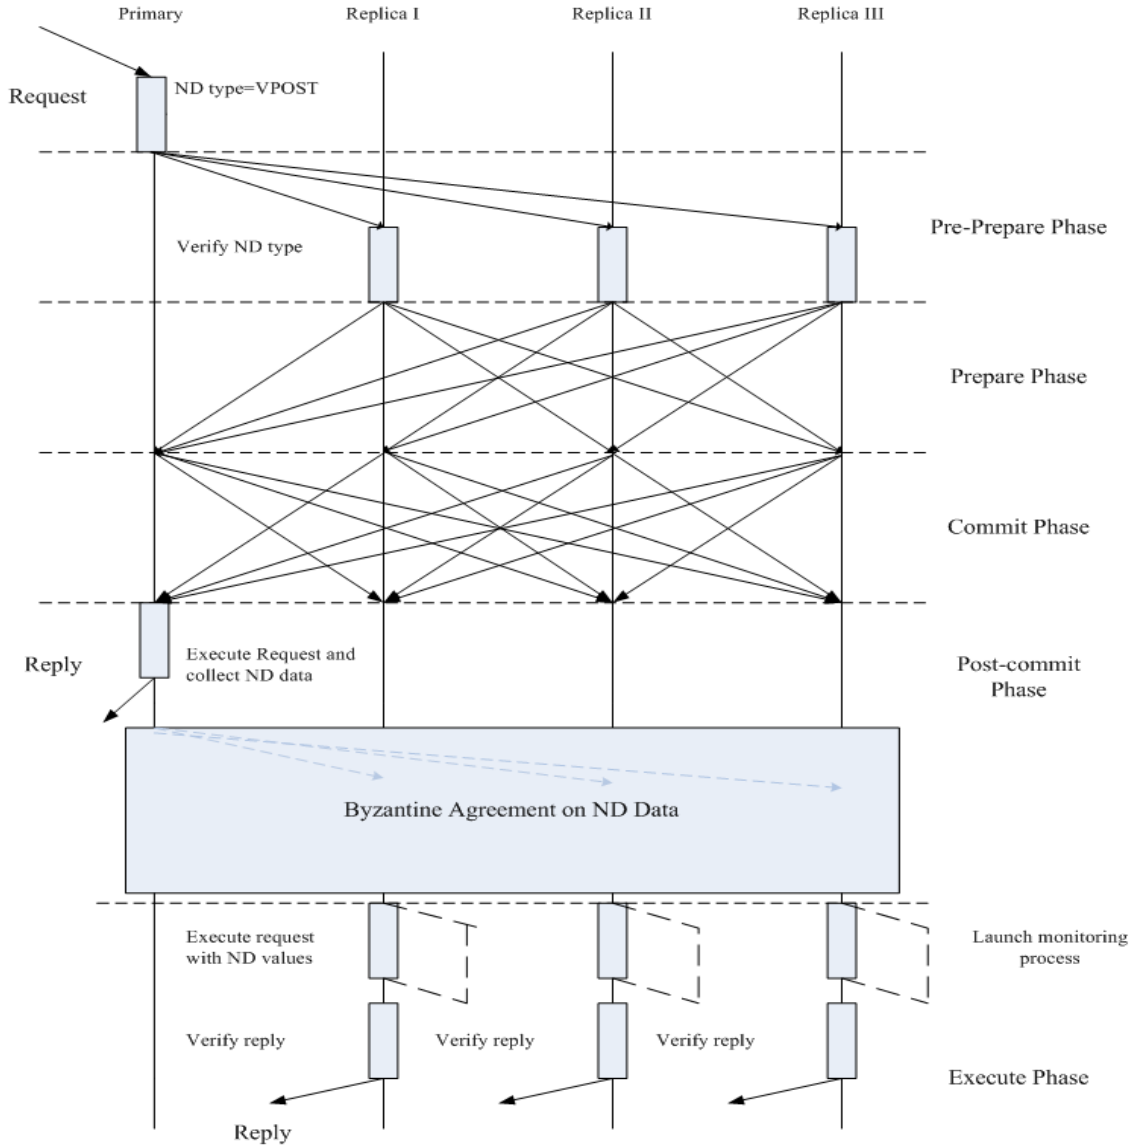 Primary
Replica I
Replica II
Replica III
ND type=VPOST
Request
Pre-Prepare Phase
Verify ND type
Prepare Phase
Commit Phase
Reply
Execute Request and
collect ND data
Post-commit
Phase
Byzantine Agreement on ND Data
Execute request
with ND values
Launch monitoring
process
Verify reply
Verify reply
Verify reply
Execute Phase
Reply